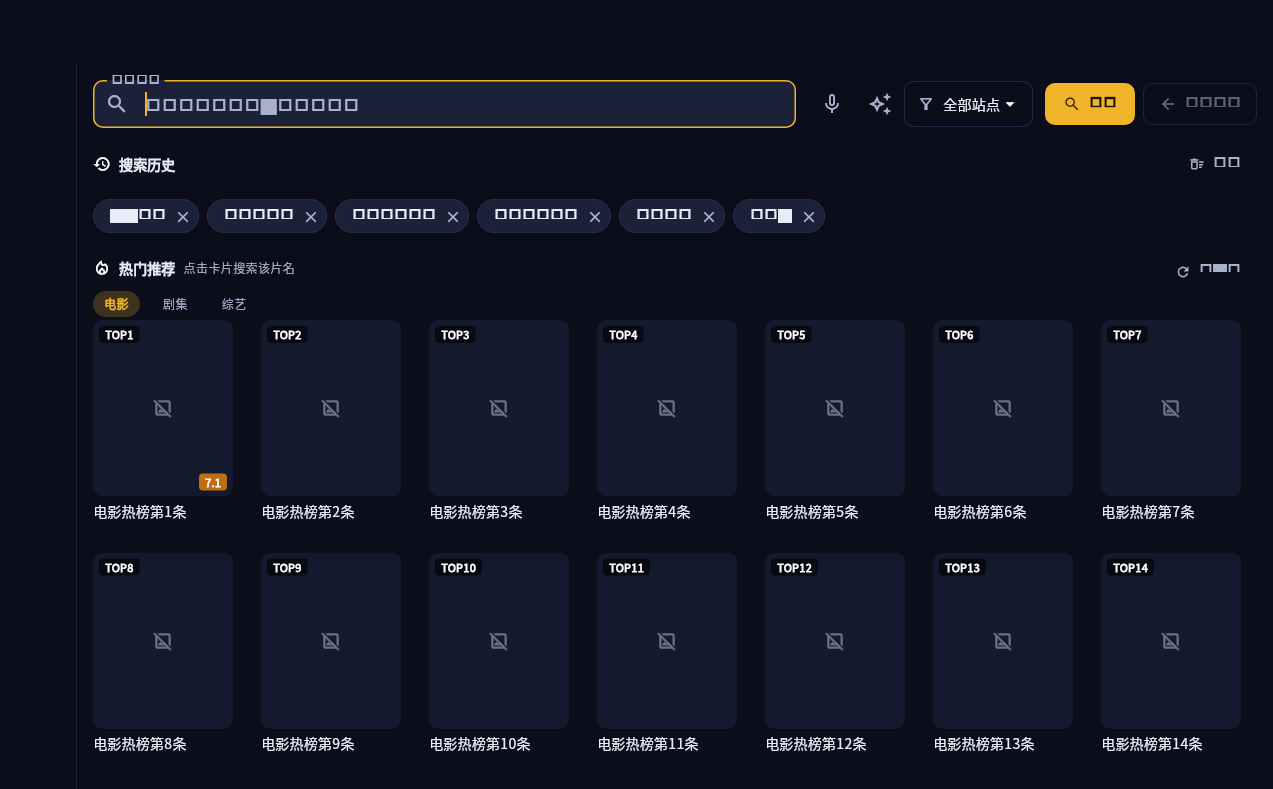 全部站点
搜索历史
热门推荐 点击卡片搜索该片名
电影 剧集 综艺
TOP1 TOP2 TOP3 TOP4 TOP5 TOP6 TOP7
7.1
电影热榜第1条 电影热榜第2条 电影热榜第3条 电影热榜第4条 电影热榜第5条 电影热榜第6条 电影热榜第7条
TOP8 TOP9 TOP10 TOP11 TOP12 TOP13 TOP14
电影热榜第8条 电影热榜第9条 电影热榜第10条 电影热榜第11条 电影热榜第12条 电影热榜第13条 电影热榜第14条